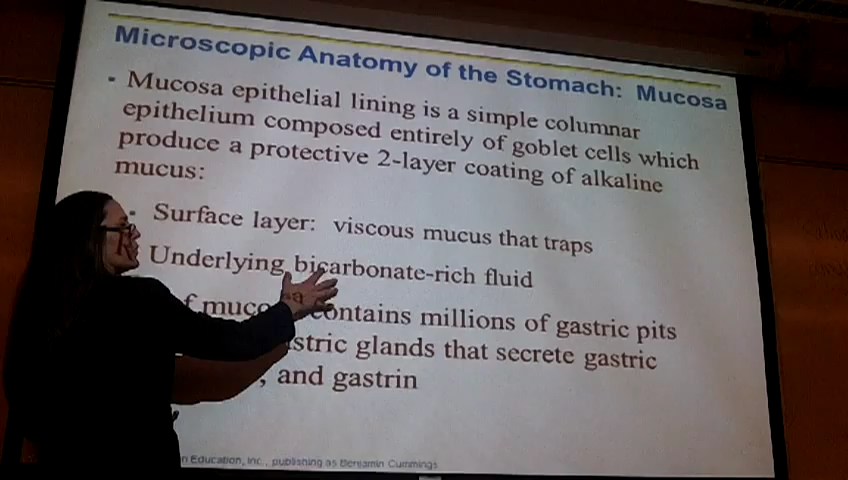 Microscopic Anatomy of the Stomach: Mucosa
Mucosa epithelial lining is a simple columnar
epithelium composed entirely of goblet cells which
produce a protective 2-layer coating of alkaline
mucus:
Surface layer: viscous mucus that traps
Underlying bicarbonate-rich fluid
contains millions of gastric pits
glands that secrete gastric
, and gastrin
Education, Inc., publishing as Benjamin Cummings